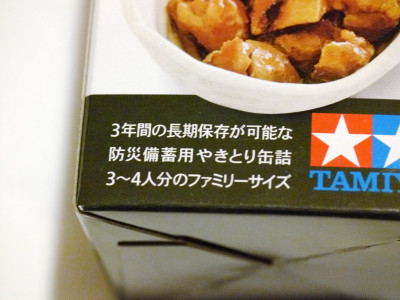 3年間の長期保存が可能な
防災備蓄用やきとり缶詰
3〜4人分のファミリーサイズ